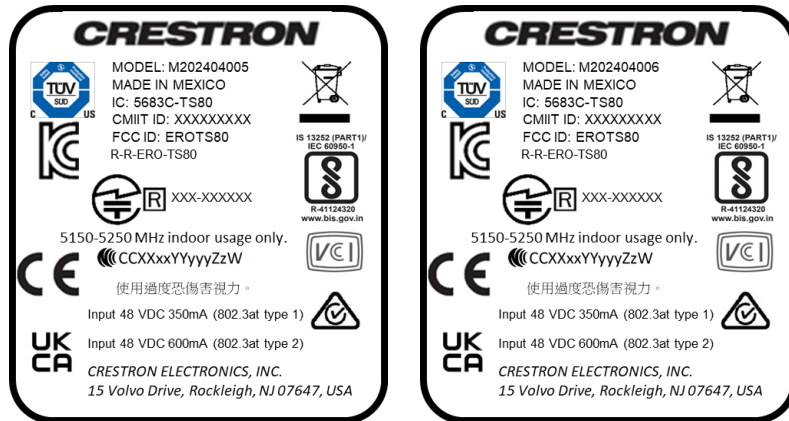 CRESTRON
TÜV
SÜD
C US
MODEL: M202404005
MADE IN MEXICO
IC: 5683C-TS80
CMIIT ID: XXXXXXXXX
FCC ID: EROTS80
R-R-ERO-TS80
IS 13252 (PART1)/
IEC 60950-1
R-41124320
www.bis.gov.in
R XXX-XXXXXX
5150-5250 MHz indoor usage only.
CCXXxxYYyyyZzW
VCI
CE
使用過度恐傷害視力。
Input 48 VDC 350mA (802.3at type 1)
Input 48 VDC 600mA (802.3at type 2)
UK
CA
CRESTRON ELECTRONICS, INC.
15 Volvo Drive, Rockleigh, NJ 07647, USA
CRESTRON
TÜV
SÜD
C US
MODEL: M202404006
MADE IN MEXICO
IC: 5683C-TS80
CMIIT ID: XXXXXXXXX
FCC ID: EROTS80
R-R-ERO-TS80
IS 13252 (PART1)/
IEC 60950-1
R-41124320
www.bis.gov.in
R XXX-XXXXXX
5150-5250 MHz indoor usage only.
CCXXxxYYyyyZzW
VCI
CE
使用過度恐傷害視力。
Input 48 VDC 350mA (802.3at type 1)
Input 48 VDC 600mA (802.3at type 2)
UK
CA
CRESTRON ELECTRONICS, INC.
15 Volvo Drive, Rockleigh, NJ 07647, USA